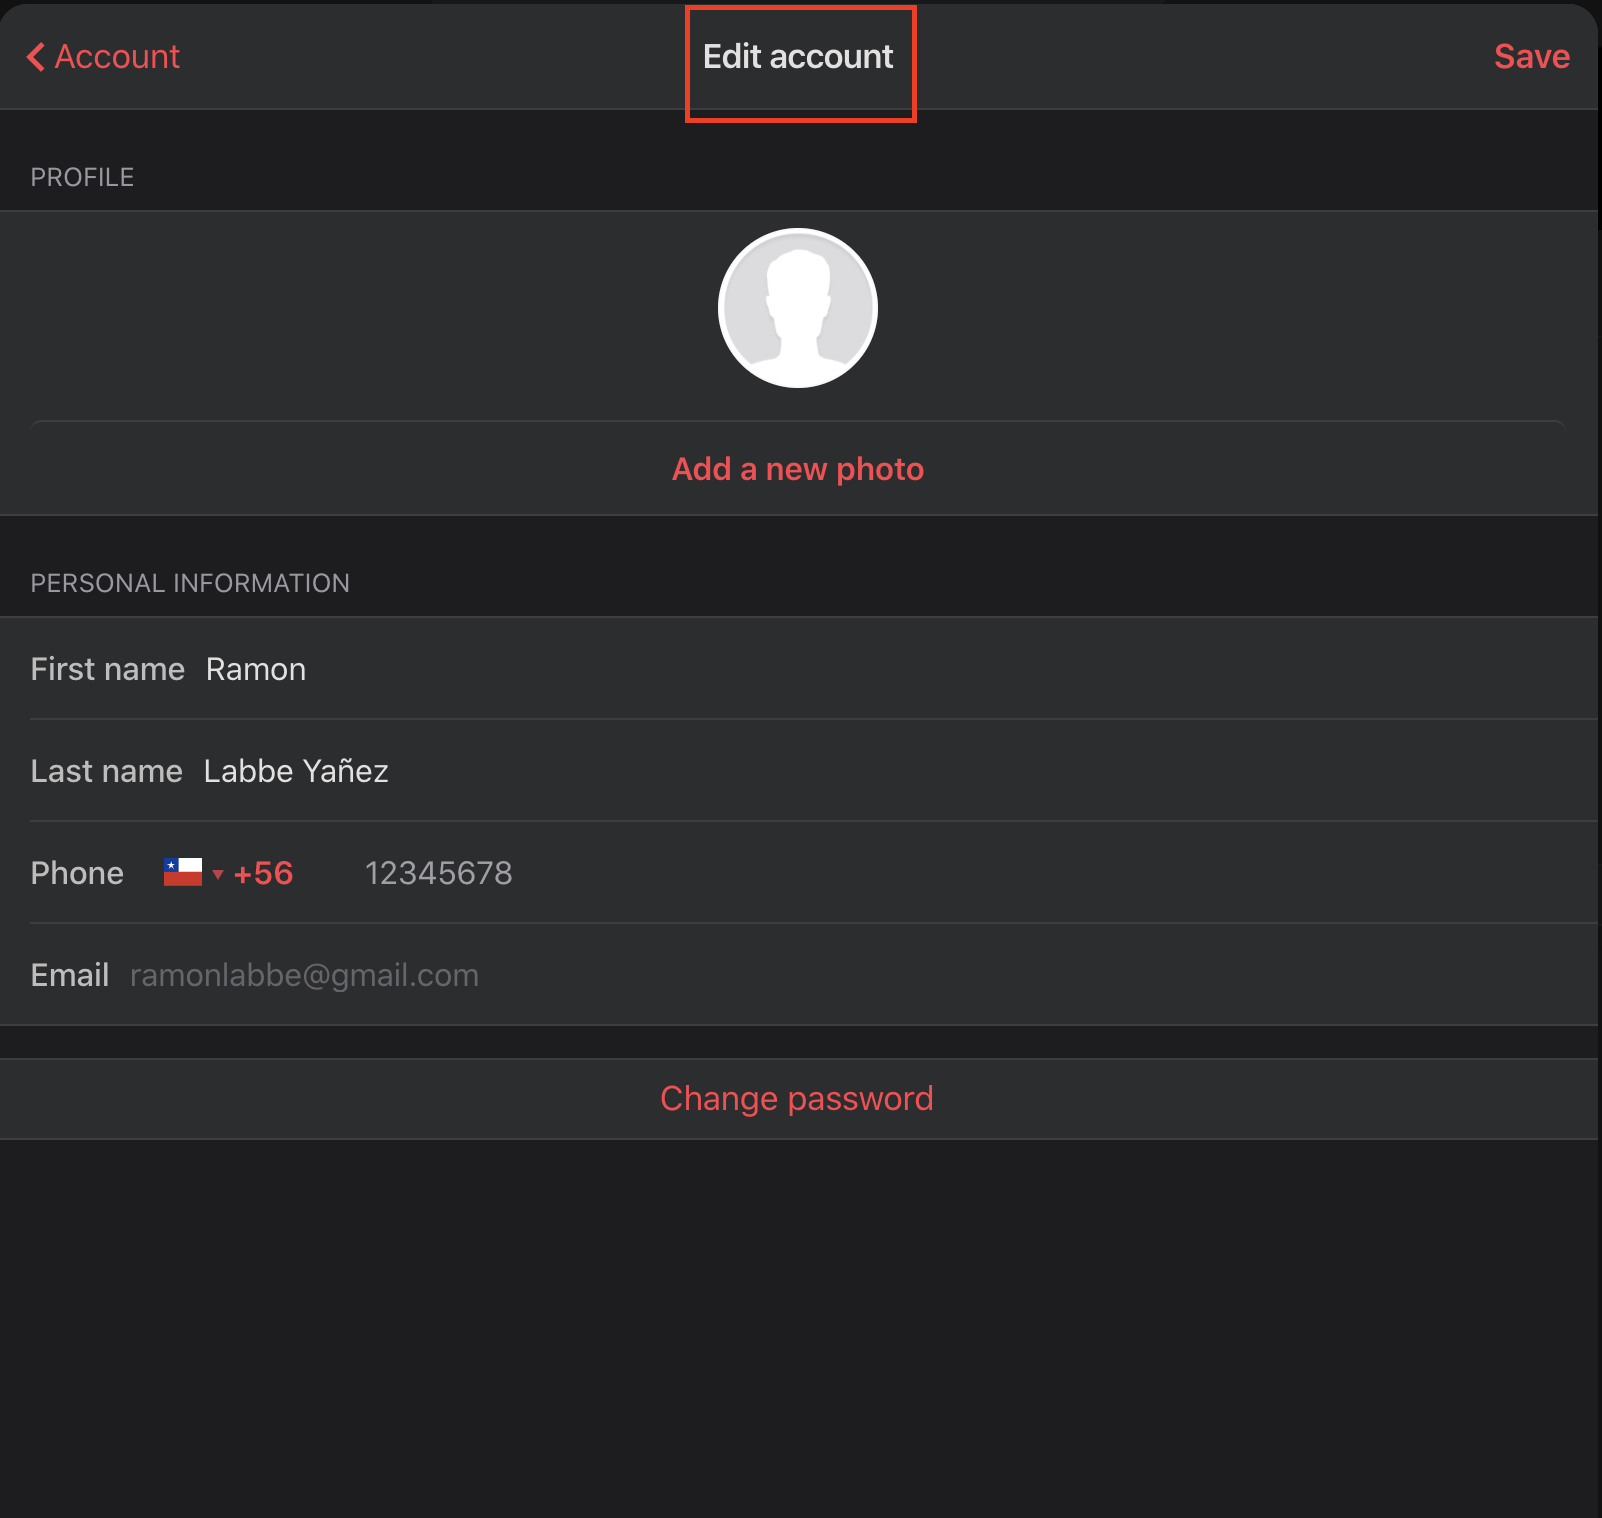 Account
Edit account
Save
PROFILE
Add a new photo
PERSONAL INFORMATION
First name Ramon
Last name Labbe Yañez
Phone +56 12345678
Email ramonlabbe@gmail.com
Change password